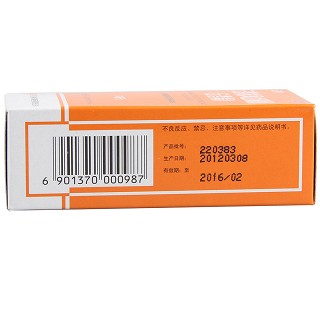 不良反应、禁忌、注意事项等详见药品说明书。
产品批号: 220383
生产日期: 20120308
有效期: 至 2016/02
6 901370 000987